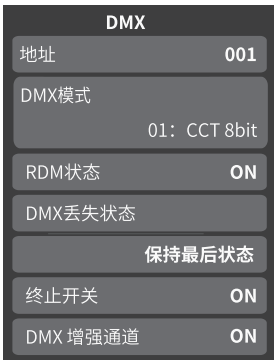 DMX
地址 001
DMX模式
01：CCT 8bit
RDM状态 ON
DMX丢失状态
保持最后状态
终止开关 ON
DMX 增强通道 ON